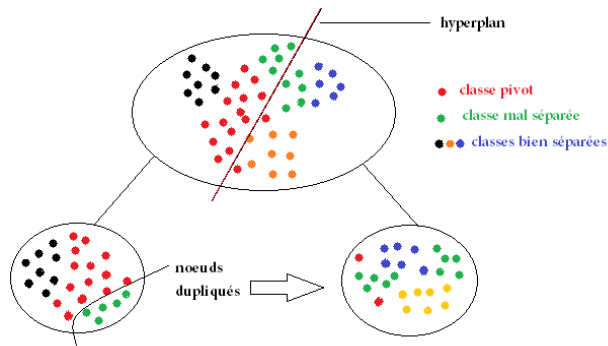 hyperplan
classe pivot
classe mal séparée
classes bien séparées
noeuds
dupliqués